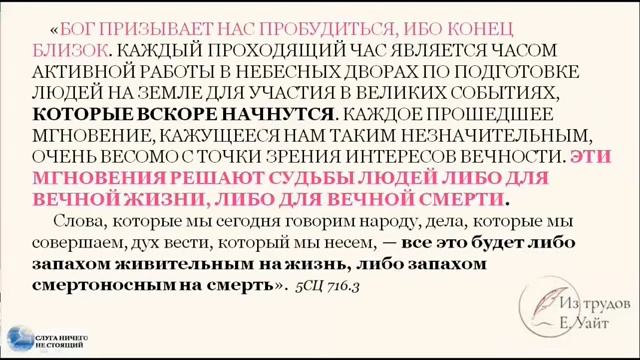 «БОГ ПРИЗЫВАЕТ НАС ПРОБУДИТЬСЯ, ИБО КОНЕЦ
БЛИЗОК. КАЖДЫЙ ПРОХОДЯЩИЙ ЧАС ЯВЛЯЕТСЯ ЧАСОМ
АКТИВНОЙ РАБОТЫ В НЕБЕСНЫХ ДВОРАХ ПО ПОДГОТОВКЕ
ЛЮДЕЙ НА ЗЕМЛЕ ДЛЯ УЧАСТИЯ В ВЕЛИКИХ СОБЫТИЯХ,
КОТОРЫЕ ВСКОРЕ НАЧНУТСЯ. КАЖДОЕ ПРОШЕДШЕЕ
МГНОВЕНИЕ, КАЖУЩЕЕСЯ НАМ ТАКИМ НЕЗНАЧИТЕЛЬНЫМ,
ОЧЕНЬ ВЕСОМО С ТОЧКИ ЗРЕНИЯ ИНТЕРЕСОВ ВЕЧНОСТИ. ЭТИ
МГНОВЕНИЯ РЕШАЮТ СУДЬБЫ ЛЮДЕЙ ЛИБО ДЛЯ
ВЕЧНОЙ ЖИЗНИ, ЛИБО ДЛЯ ВЕЧНОЙ СМЕРТИ.
Слова, которые мы сегодня говорим народу, дела, которые мы
совершаем, дух вести, который мы несем, — все это будет либо
запахом живительным на жизнь, либо запахом
смертоносным на смерть». 5СЦ 716.3
Из трудов
Е. Уайт
СЛУГА НИЧЕГО
НЕ СТОЯЩИЙ